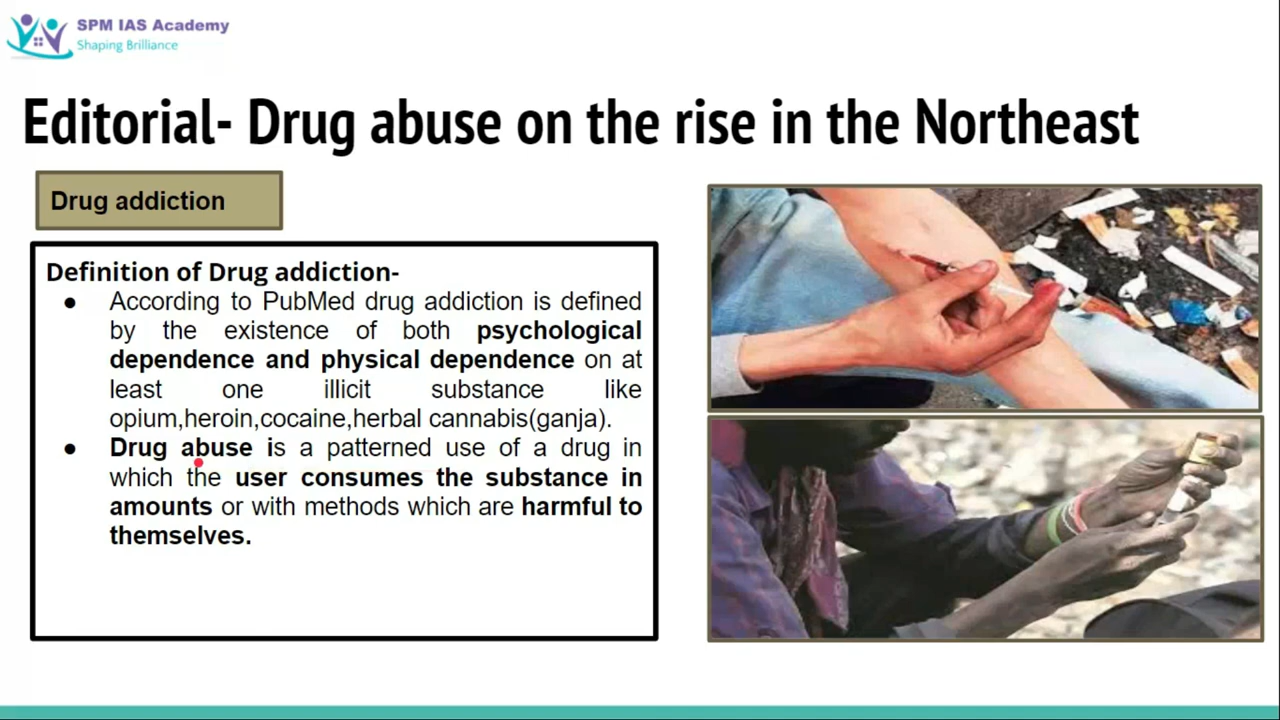 SPM IAS Academy
Shaping Brilliance
Editorial- Drug abuse on the rise in the Northeast
Drug addiction
Definition of Drug addiction-
● According to PubMed drug addiction is defined
by the existence of both psychological
dependence and physical dependence on at
least one illicit substance like
opium,heroin,cocaine,herbal cannabis(ganja).
● Drug abuse is a patterned use of a drug in
which the user consumes the substance in
amounts or with methods which are harmful to
themselves.